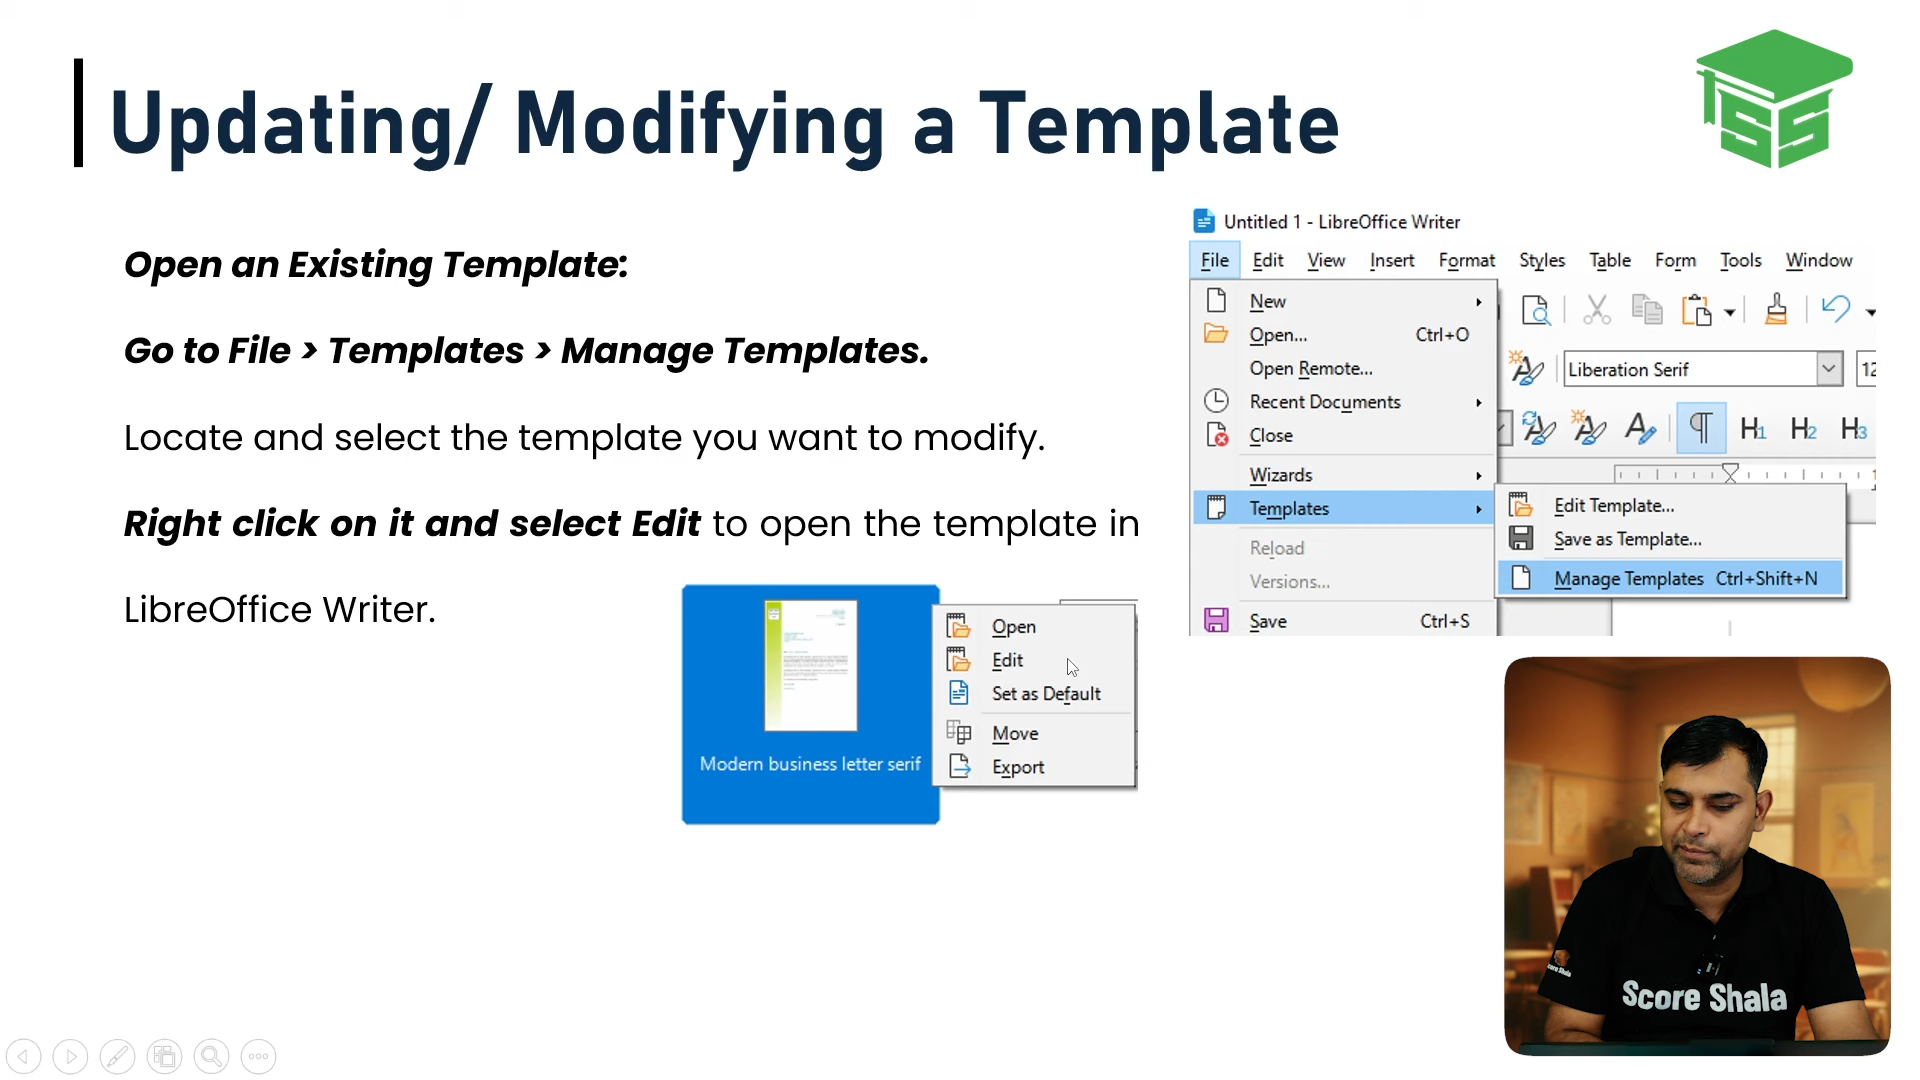 Updating/ Modifying a Template
SS
Open an Existing Template:
Go to File > Templates > Manage Templates.
Locate and select the template you want to modify.
Right click on it and select Edit to open the template in
LibreOffice Writer.
Modern business letter serif
Open
Edit
Set as Default
Move
Export
Untitled 1 - LibreOffice Writer
File Edit View Insert Format Styles Table Form Tools Window
New
Open... Ctrl+O
Open Remote...
Recent Documents
Close
Wizards
Templates
Reload
Versions...
Save Ctrl+S
Liberation Serif 12
H1 H2 H3
Edit Template...
Save as Template...
Manage Templates Ctrl+Shift+N
Score Shala